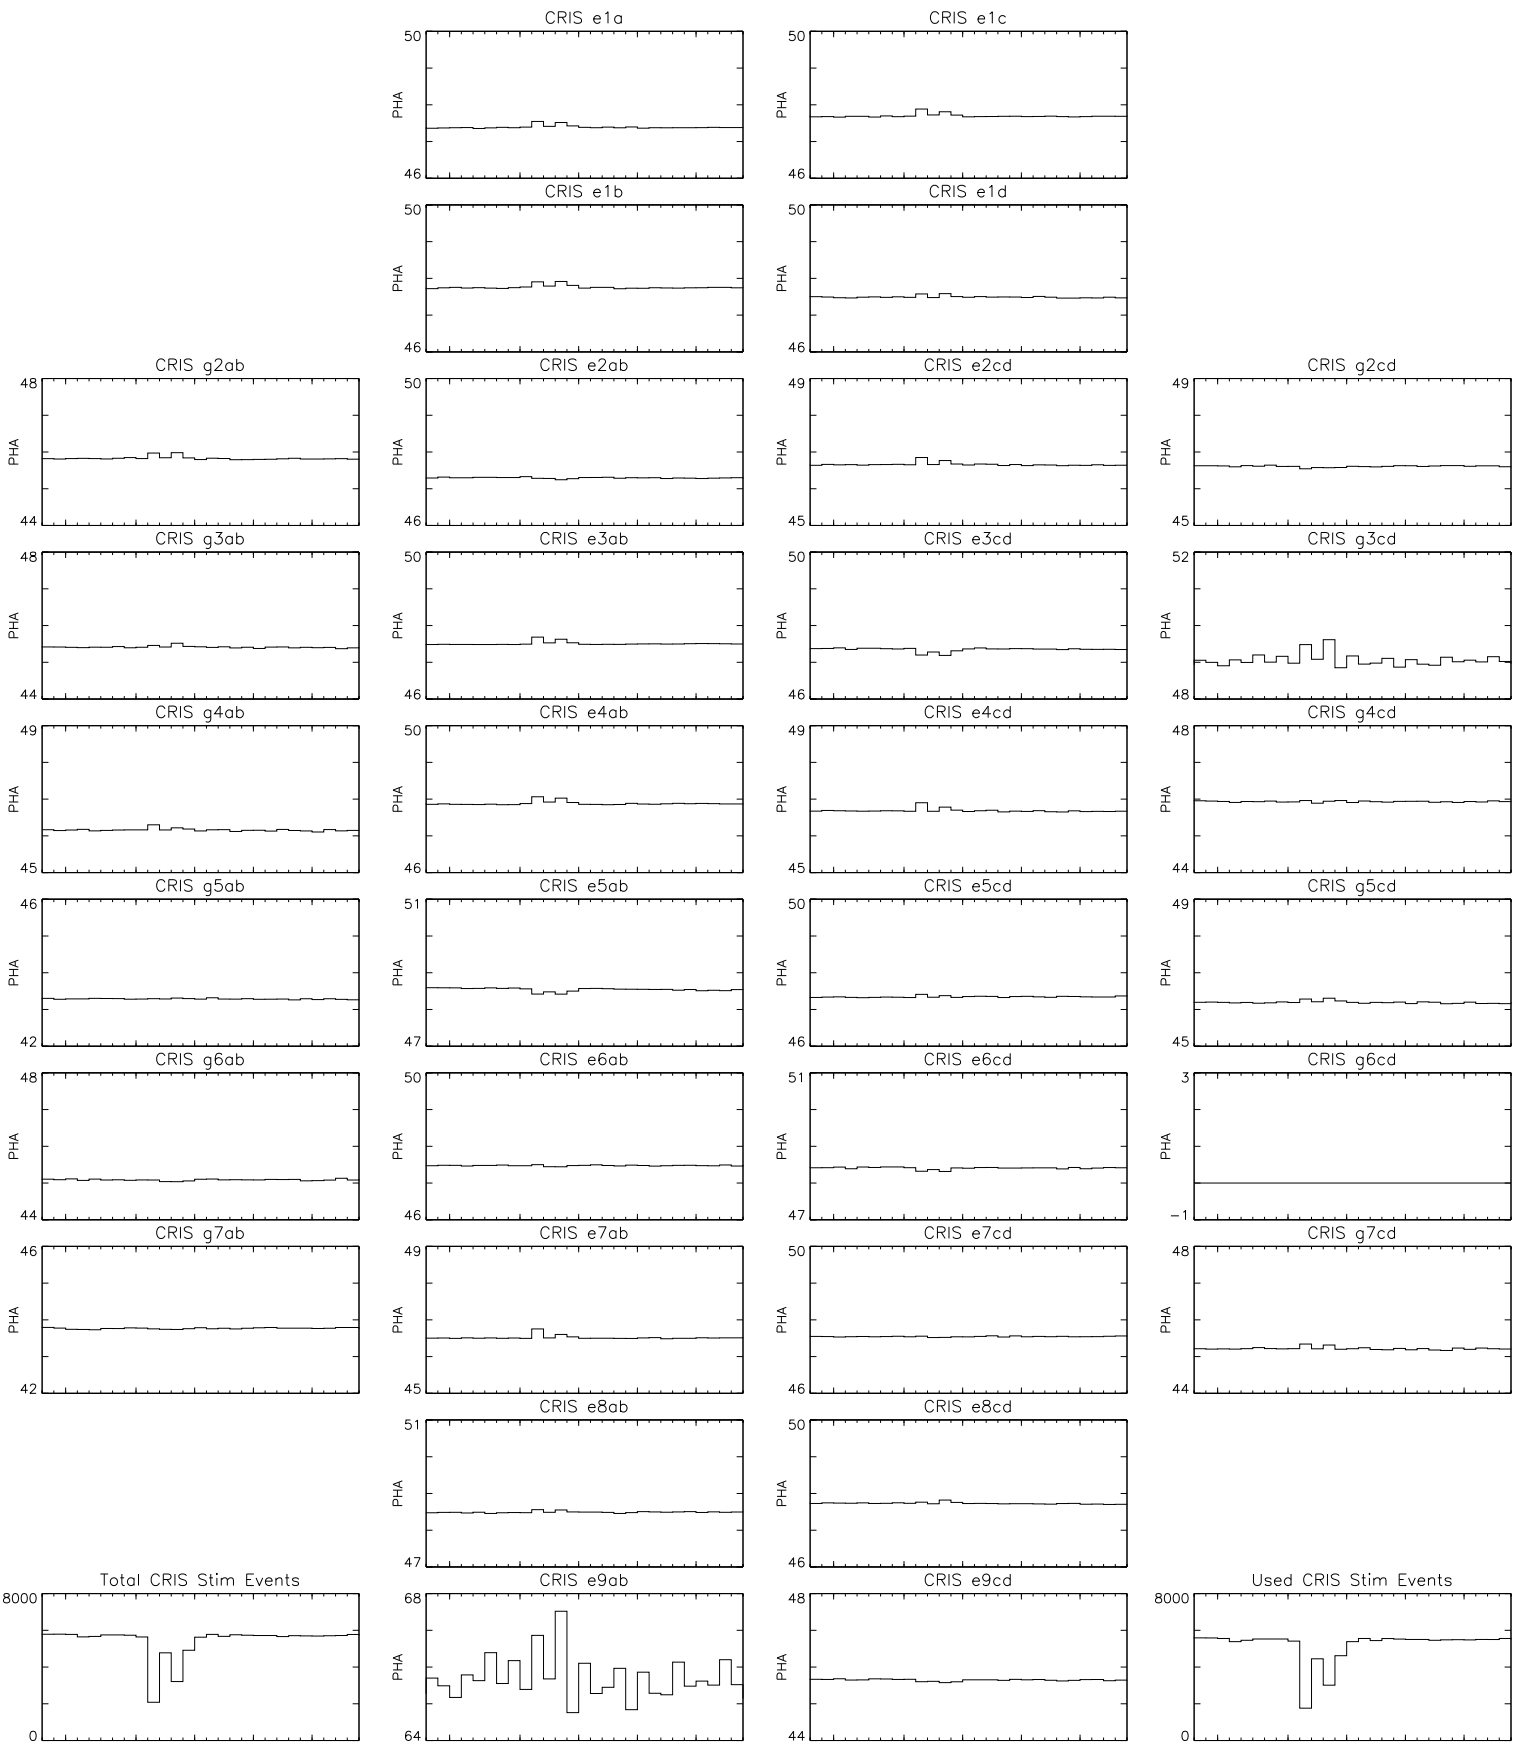 CRIS e1a
50
PHA
46
CRIS e1c
50
PHA
46
CRIS e1b
50
PHA
46
CRIS e1d
50
PHA
46
CRIS g2ab
48
PHA
44
CRIS e2ab
50
PHA
46
CRIS e2cd
49
PHA
45
CRIS g2cd
49
PHA
45
CRIS g3ab
48
PHA
44
CRIS e3ab
50
PHA
46
CRIS e3cd
50
PHA
46
CRIS g3cd
52
PHA
48
CRIS g4ab
49
PHA
45
CRIS e4ab
50
PHA
46
CRIS e4cd
49
PHA
45
CRIS g4cd
48
PHA
44
CRIS g5ab
46
PHA
42
CRIS e5ab
51
PHA
47
CRIS e5cd
50
PHA
46
CRIS g5cd
49
PHA
45
CRIS g6ab
48
PHA
44
CRIS e6ab
50
PHA
46
CRIS e6cd
51
PHA
47
CRIS g6cd
3
PHA
-1
CRIS g7ab
46
PHA
42
CRIS e7ab
49
PHA
45
CRIS e7cd
50
PHA
46
CRIS g7cd
48
PHA
44
CRIS e8ab
51
PHA
47
CRIS e8cd
50
PHA
46
Total CRIS Stim Events
8000
0
CRIS e9ab
68
PHA
64
CRIS e9cd
48
PHA
44
Used CRIS Stim Events
8000
0